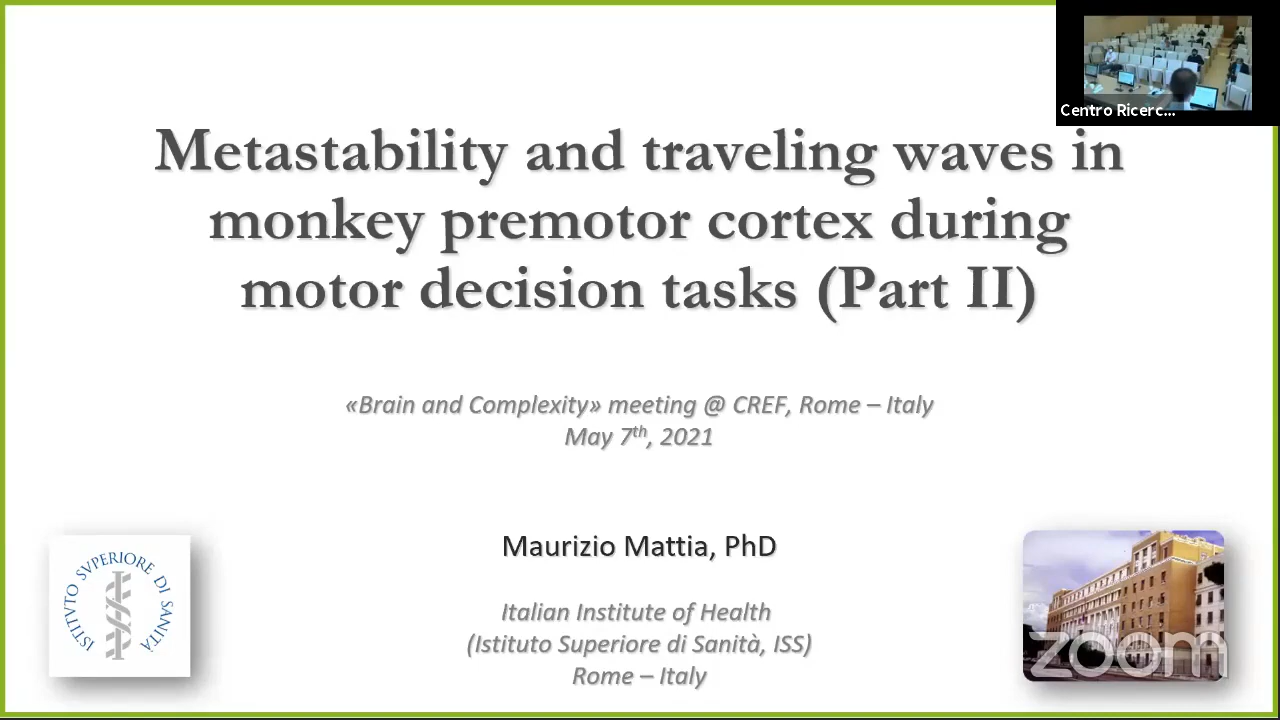 Centro Ricerc...
Metastability and traveling waves in
monkey premotor cortex during
motor decision tasks (Part II)
«Brain and Complexity» meeting @ CREF, Rome – Italy
May 7th, 2021
Maurizio Mattia, PhD
Italian Institute of Health
(Istituto Superiore di Sanità, ISS)
Rome – Italy
ISTITVTO SVPERIORE DI SANITÀ
zoom